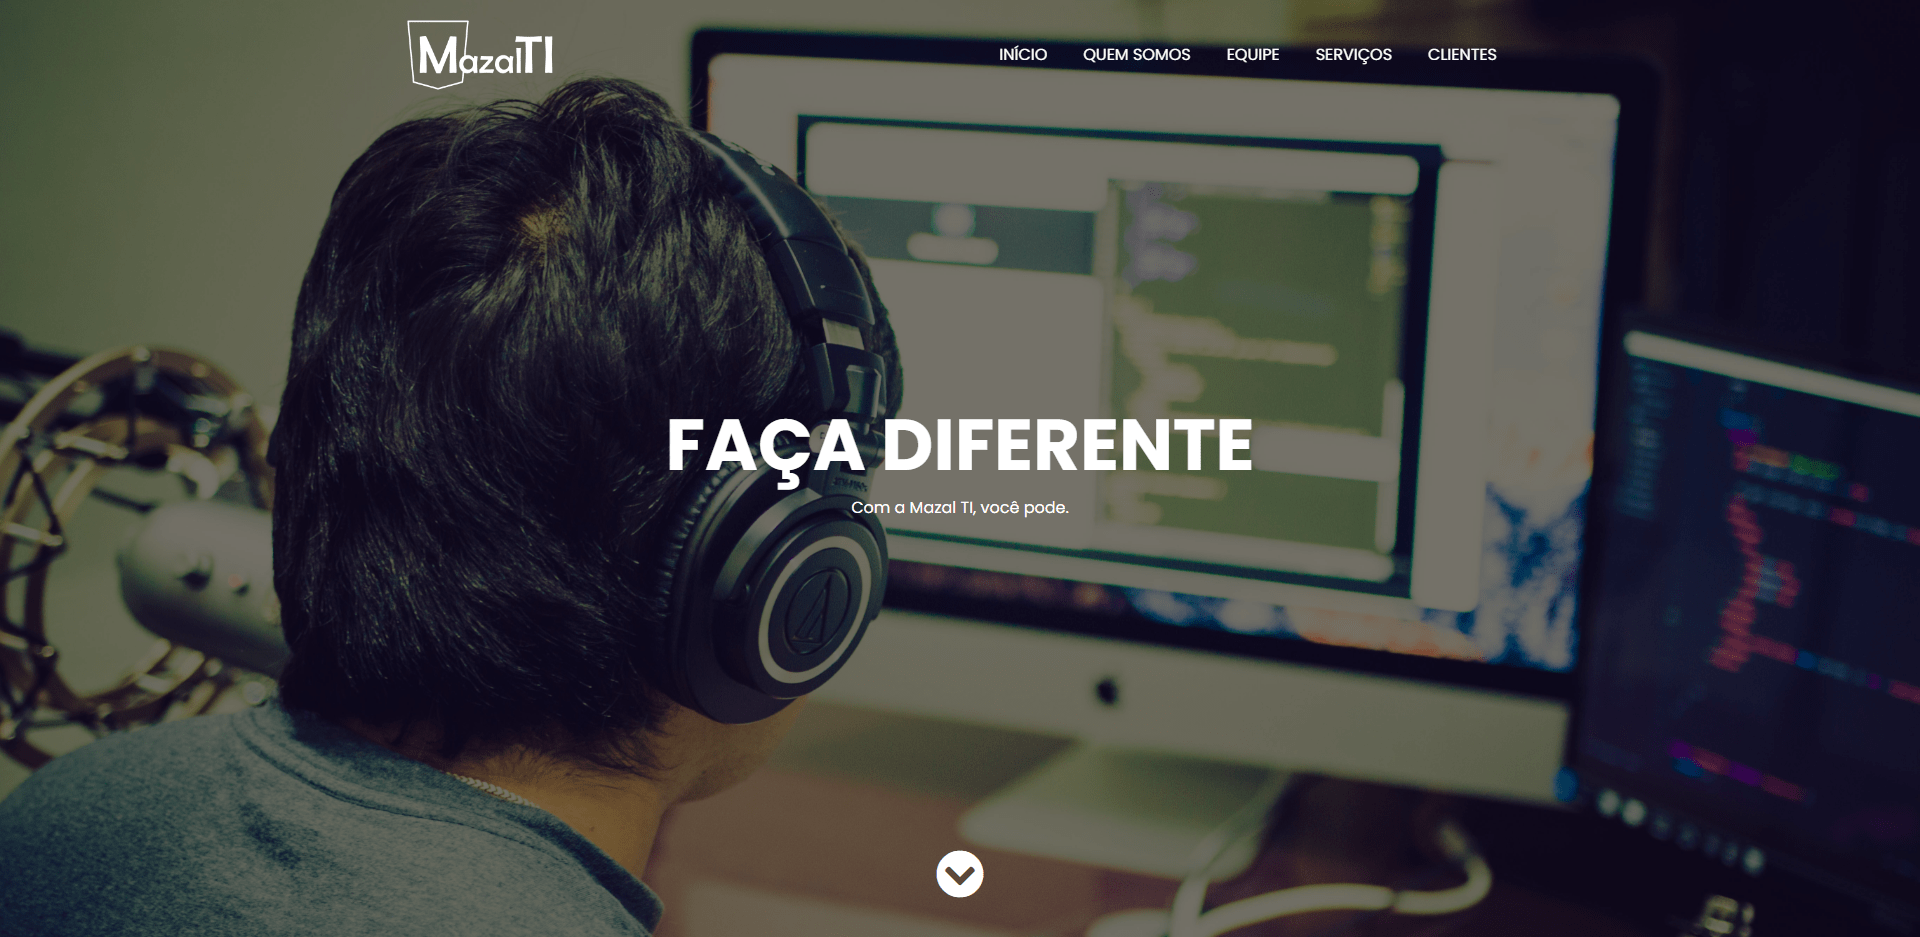 MazalTI
INÍCIO QUEM SOMOS EQUIPE SERVIÇOS CLIENTES
FAÇA DIFERENTE
Com a Mazal TI, você pode.